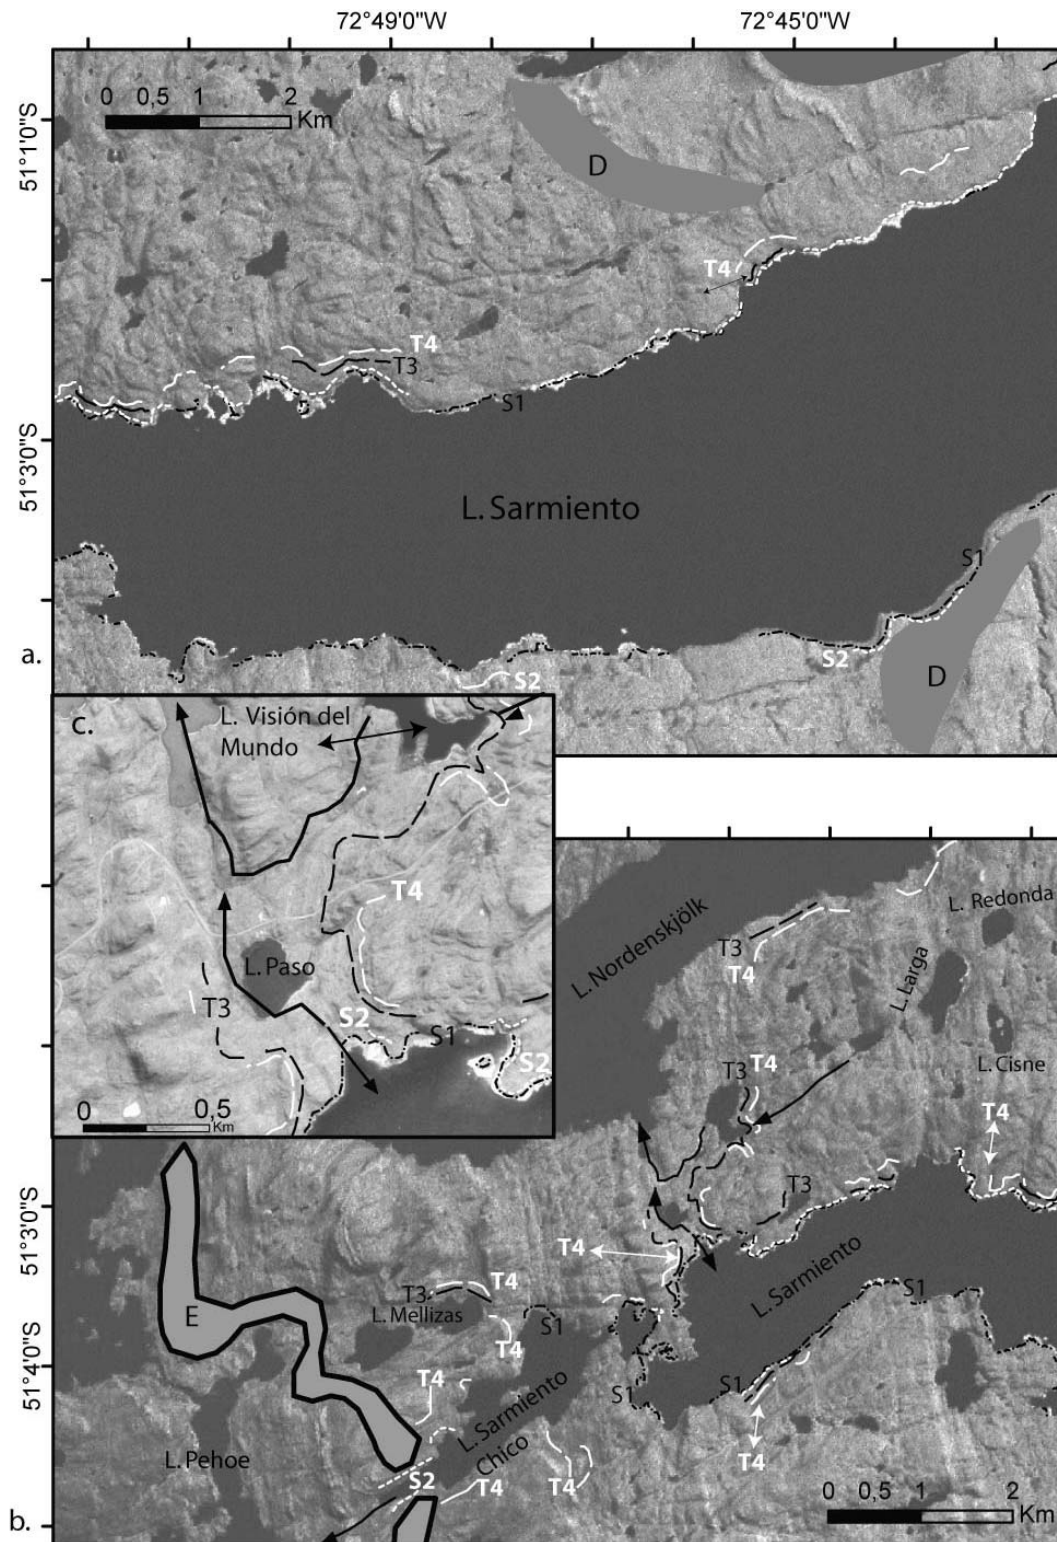 72°49'0"W
72°45'0"W
0 0,5 1 2
Km
51°1'0"S
D
T4
T4
T3
S1
51°3'0"S
L. Sarmiento
S1
a.
S2
D
S2
c.
L. Visión del
Mundo
T4
L. Paso
T3
S2
S1
S2
0 0,5
Km
L. Nordenskjölk
L. Redonda
T3
T4
L. Larga
T3
T4
L. Cisne
T4
T3
51°3'0"S
T4
L. Sarmiento
T4
T3
L. Mellizas
E
S1
S1
T4
S1
S1
51°4'0"S
T4
L. Sarmiento
Chico
L. Pehoe
S2
T4
T4
T4
0 0,5 1 2
Km
b.